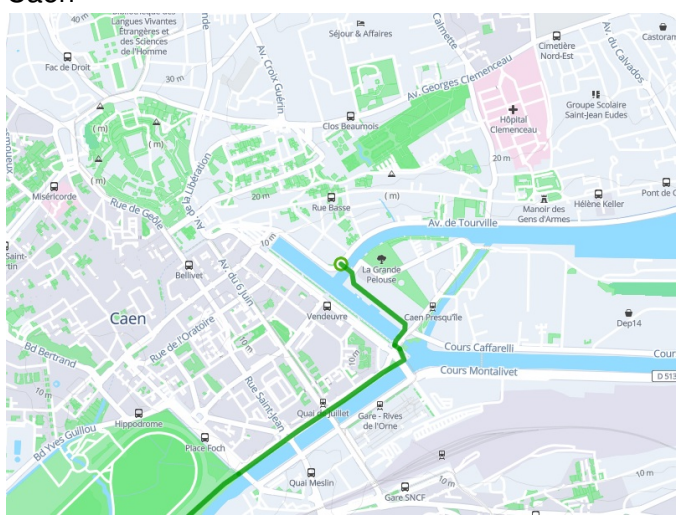 Caen
Langues Vivantes
Étrangères et
des Sciences
de l'Homme
40 m
Séjour & Affaires
Calmette
Cimetière
Nord-Est
Av. du Calvados
Castoram
Fac de Droit
30 m
Av. Croix Guérin
Av. Georges Clemenceau
Groupe Scolaire
Saint-Jean Eudes
Hôpital
Clemenceau
Clos Beaumois
( m)
( m)
( m)
20 m
Miséricorde
Av. de la Libération
20 m
Rue Basse
( m)
Manoir des
Gens d'Armes
Hélène Keller
Pont de C
Rue de Geôle
Av. de Tourville
10 m
Saint-
rtin
Bellivet
Av. du 6 Juin
La Grande
Pelouse
Caen
Vendeuvre
Caen Presqu'île
Dep14
Rue de l'Oratoire
Bd Bertrand
10 m
Cours Caffarelli
Cour
Cours Montalivet
D 513
10 m
Rue Saint-Jean
Hippodrome
Quai de Juillet
Gare - Rives
de l'Orne
Bd Yves Guillou
Place Foch
Quai Meslin
10 m
10 m
Gare SNCF